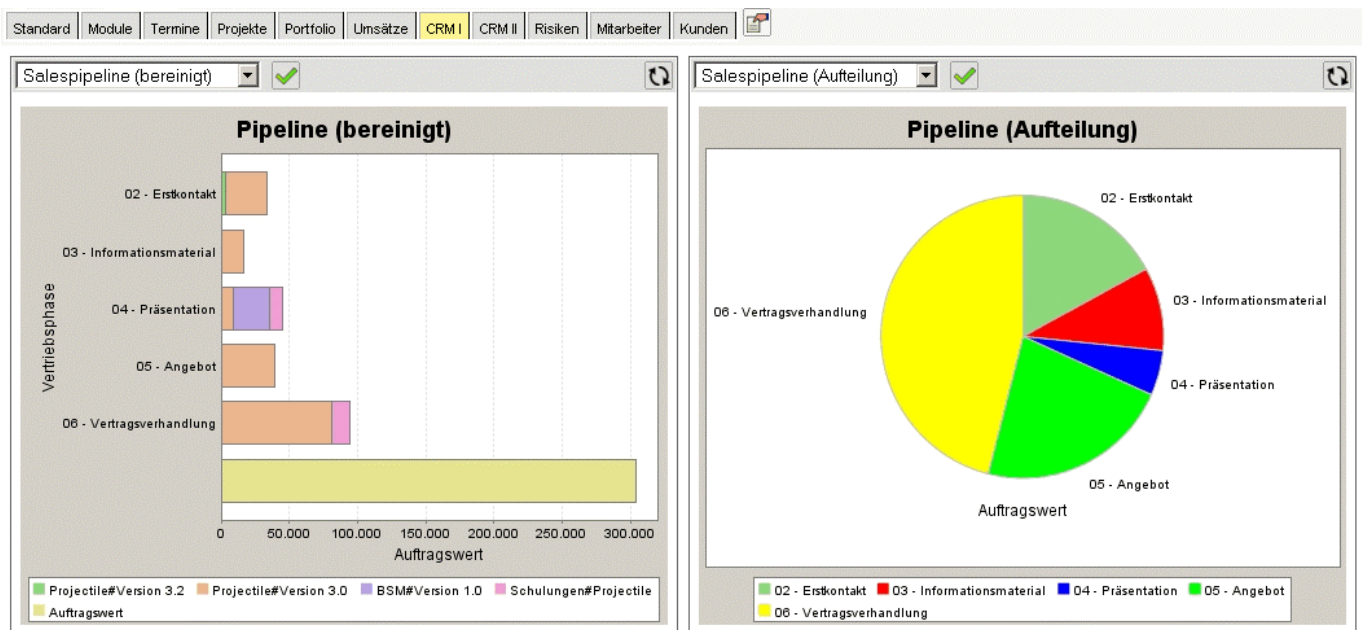 Standard Module Termine Projekte Portfolio Umsätze CRM I CRM II Risiken Mitarbeiter Kunden
Salespipeline (bereinigt)
Pipeline (bereinigt)
Vertriebsphase
02 - Erstkontakt
03 - Informationsmaterial
04 - Präsentation
05 - Angebot
06 - Vertragsverhandlung
0 50.000 100.000 150.000 200.000 250.000 300.000
Auftragswert
Projectile#Version 3.2 Projectile#Version 3.0 BSM#Version 1.0 Schulungen#Projectile
Auftragswert
Salespipeline (Aufteilung)
Pipeline (Aufteilung)
02 - Erstkontakt
03 - Informationsmaterial
06 - Vertragsverhandlung
04 - Präsentation
05 - Angebot
Auftragswert
02 - Erstkontakt 03 - Informationsmaterial 04 - Präsentation 05 - Angebot
06 - Vertragsverhandlung